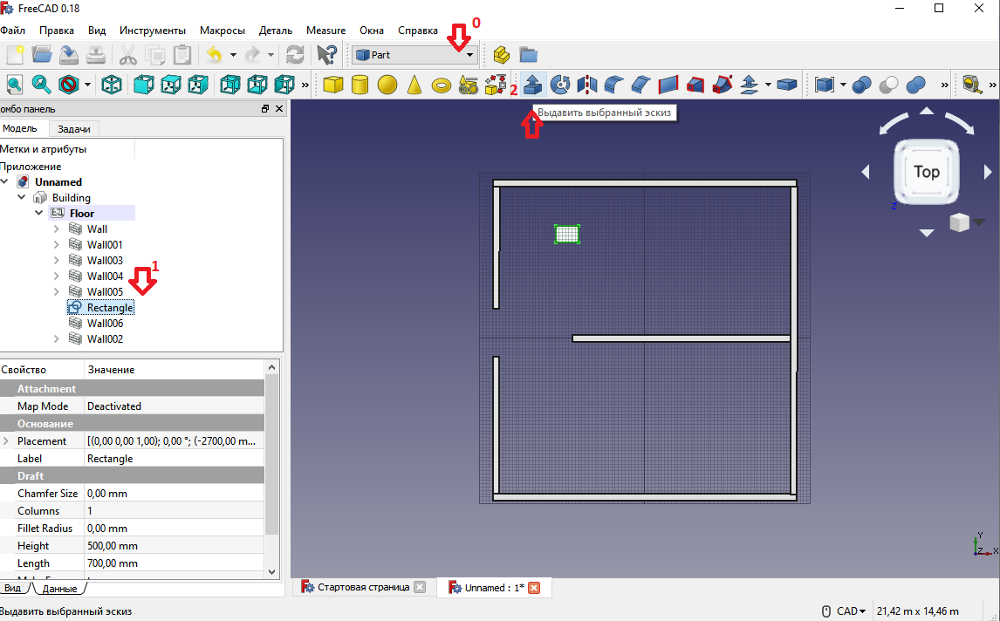 FreeCAD 0.18
Файл Правка Вид Инструменты Макросы Деталь Measure Окна Справка
0
Part
2
Выдавить выбранный эскиз
омбо панель
Модель Задачи
Метки и атрибуты
Приложение
Unnamed
Building
Floor
Wall
Wall001
Wall003
Wall004
1
Wall005
Rectangle
Wall006
Wall002
Top
Z
Свойство Значение
Attachment
Map Mode Deactivated
Основание
Placement [(0,00 0,00 1,00); 0,00 °; (-2700,00 m...
Label Rectangle
Draft
Chamfer Size 0,00 mm
Columns 1
Fillet Radius 0,00 mm
Height 500,00 mm
Length 700,00 mm
Y
Z X
Вид Данные
Стартовая страница Unnamed : 1*
Выдавить выбранный эскиз CAD 21,42 m x 14,46 m